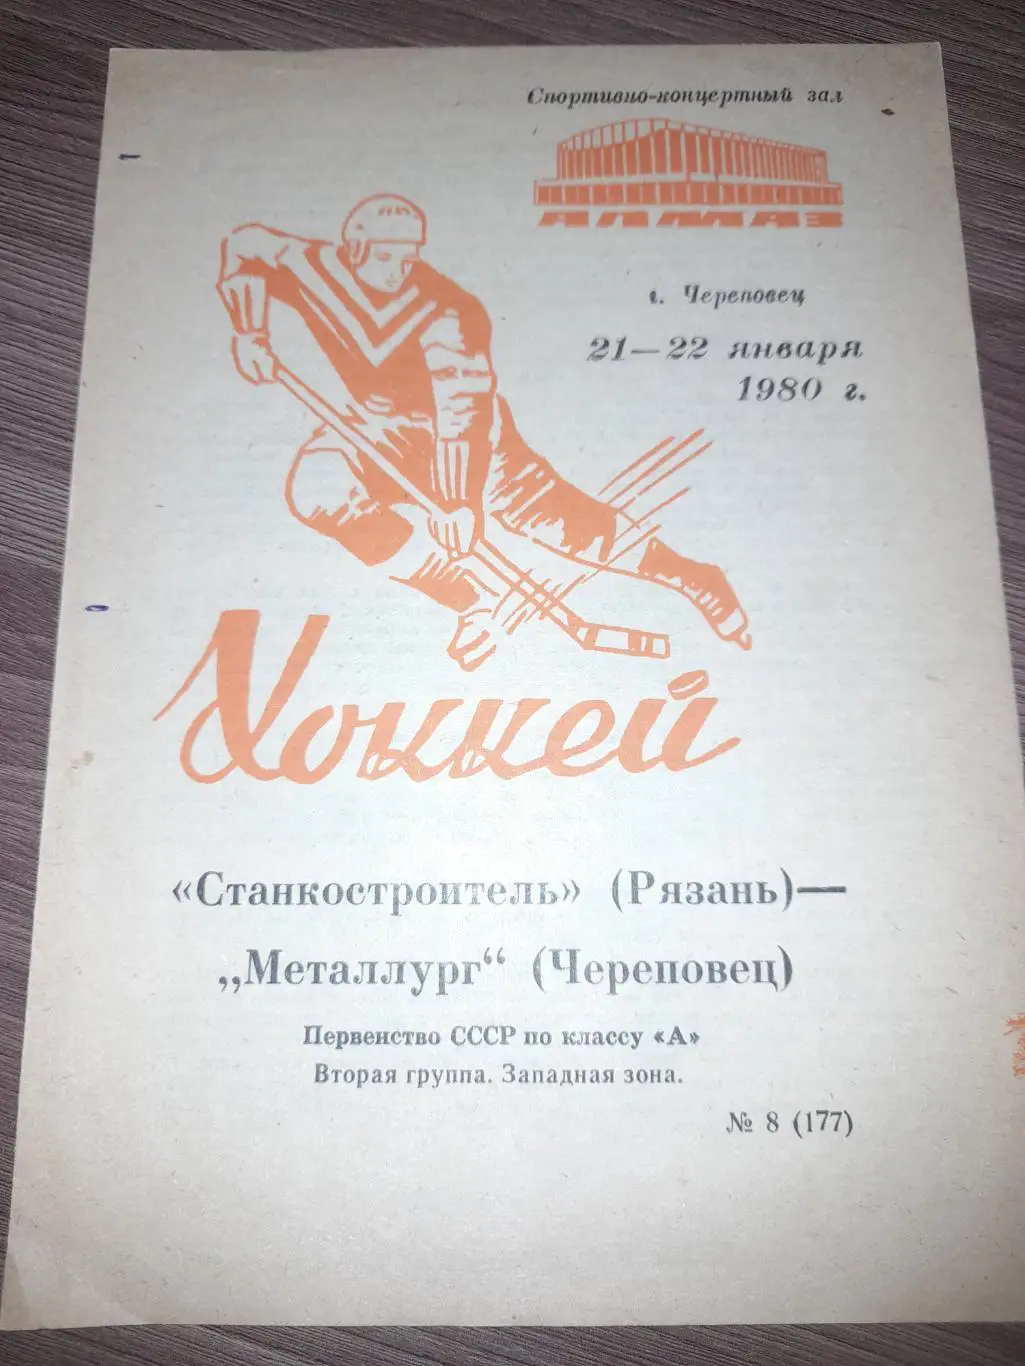 Спортивно-концертный зал
АЛМАЗ
г. Череповец
21—22 января
1980 г.
Хоккей
«Станкостроитель» (Рязань)—
„Металлург“ (Череповец)
Первенство СССР по классу «А»
Вторая группа. Западная зона.
№ 8 (177)